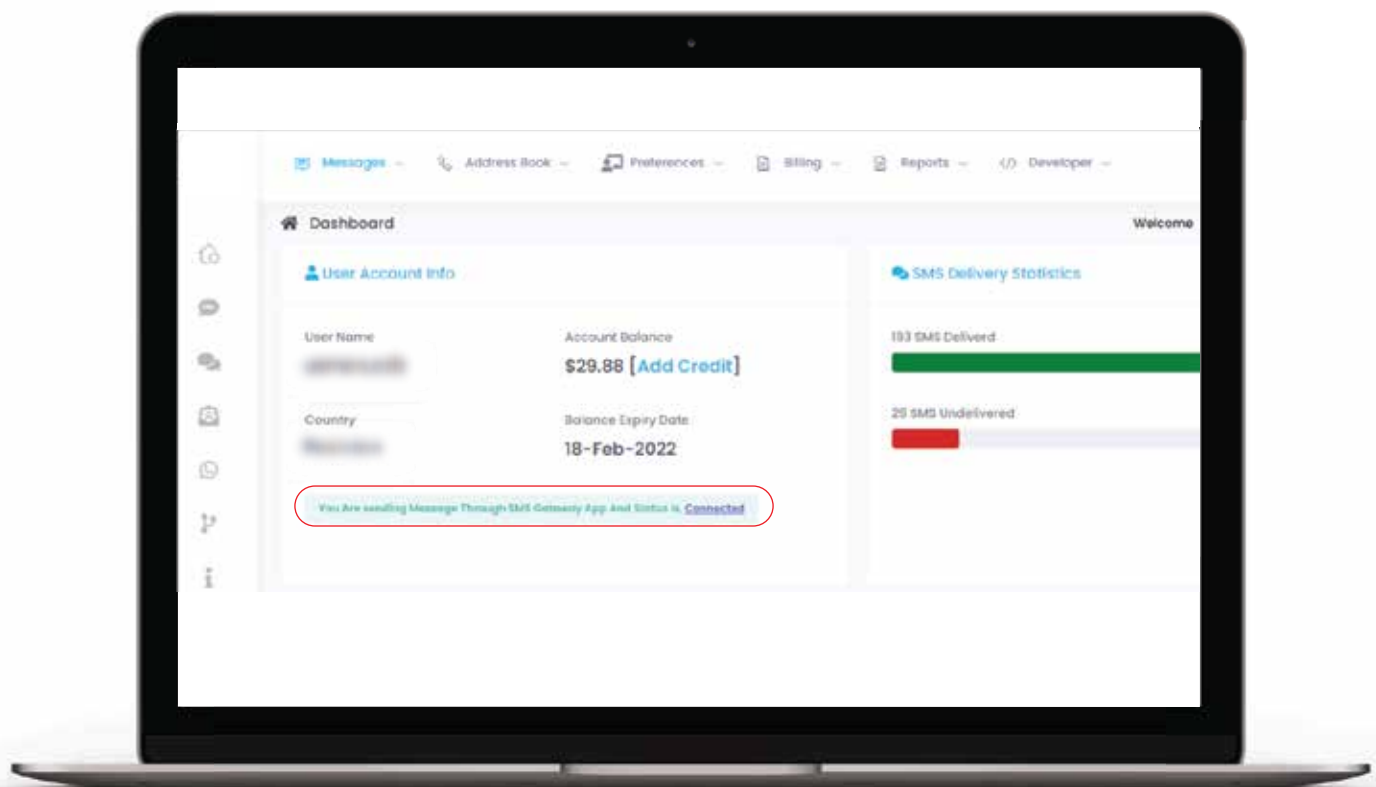 Messages
Address Book
Preferences
Billing
Reports
</> Developer
Dashboard
Welcome
User Account Info
SMS Delivery Statistics
User Name
Account Balance
193 SMS Deliverd
$29.88 [Add Credit]
Country
Balance Expiry Date
SMS Undelivered
18-Feb-2022
You Are sending Message Through SMS Gateway App And Status is Connected